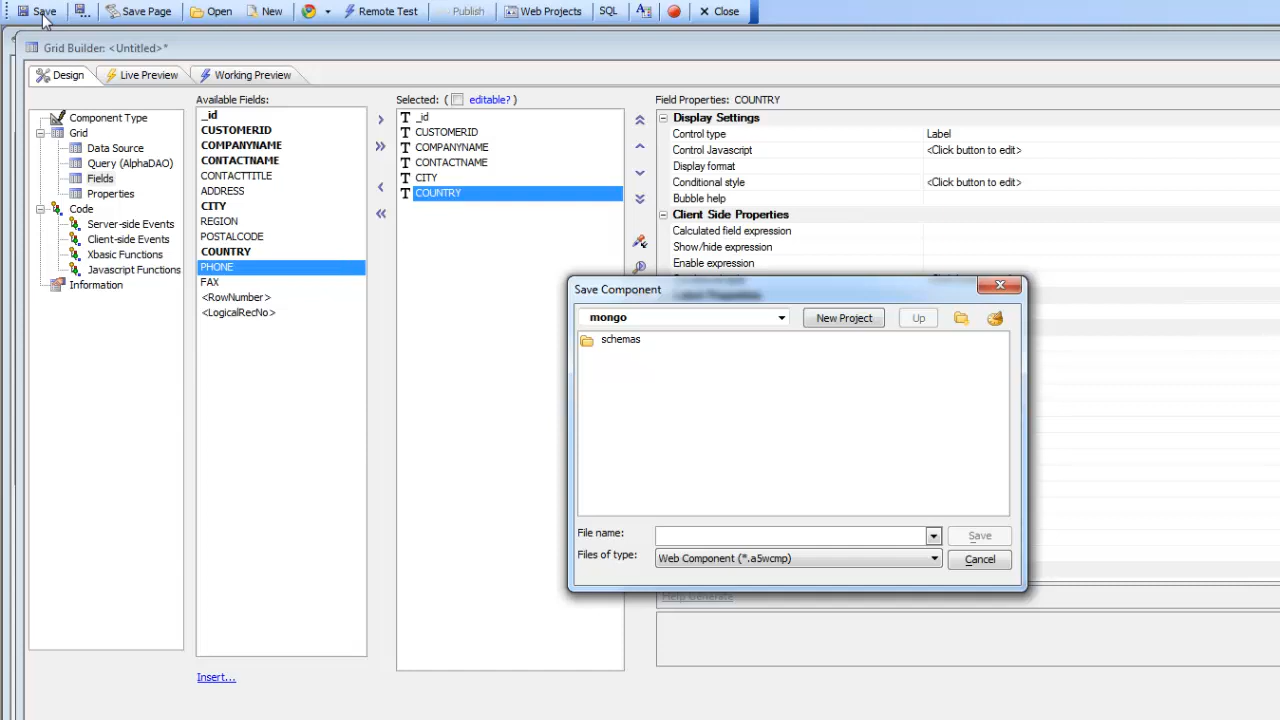 Save Save Page Open New Remote Test Publish Web Projects SQL Close
Grid Builder: <Untitled>*
Design Live Preview Working Preview
Component Type
Grid
Data Source
Query (AlphaDAO)
Fields
Properties
Code
Server-side Events
Client-side Events
Xbasic Functions
Javascript Functions
Information
Available Fields:
_id
CUSTOMERID
COMPANYNAME
CONTACTNAME
CONTACTTITLE
ADDRESS
CITY
REGION
POSTALCODE
COUNTRY
PHONE
FAX
<RowNumber>
<LogicalRecNo>
Insert...
Selected: ( editable? )
T _id
T CUSTOMERID
T COMPANYNAME
T CONTACTNAME
T CITY
T COUNTRY
Field Properties: COUNTRY
Display Settings
Control type Label
Control Javascript <Click button to edit>
Display format
Conditional style <Click button to edit>
Bubble help
Client Side Properties
Calculated field expression
Show/hide expression
Enable expression
Save Component
mongo New Project Up
schemas
File name: Save
Files of type: Web Component (*.a5wcmp) Cancel
Help Generate